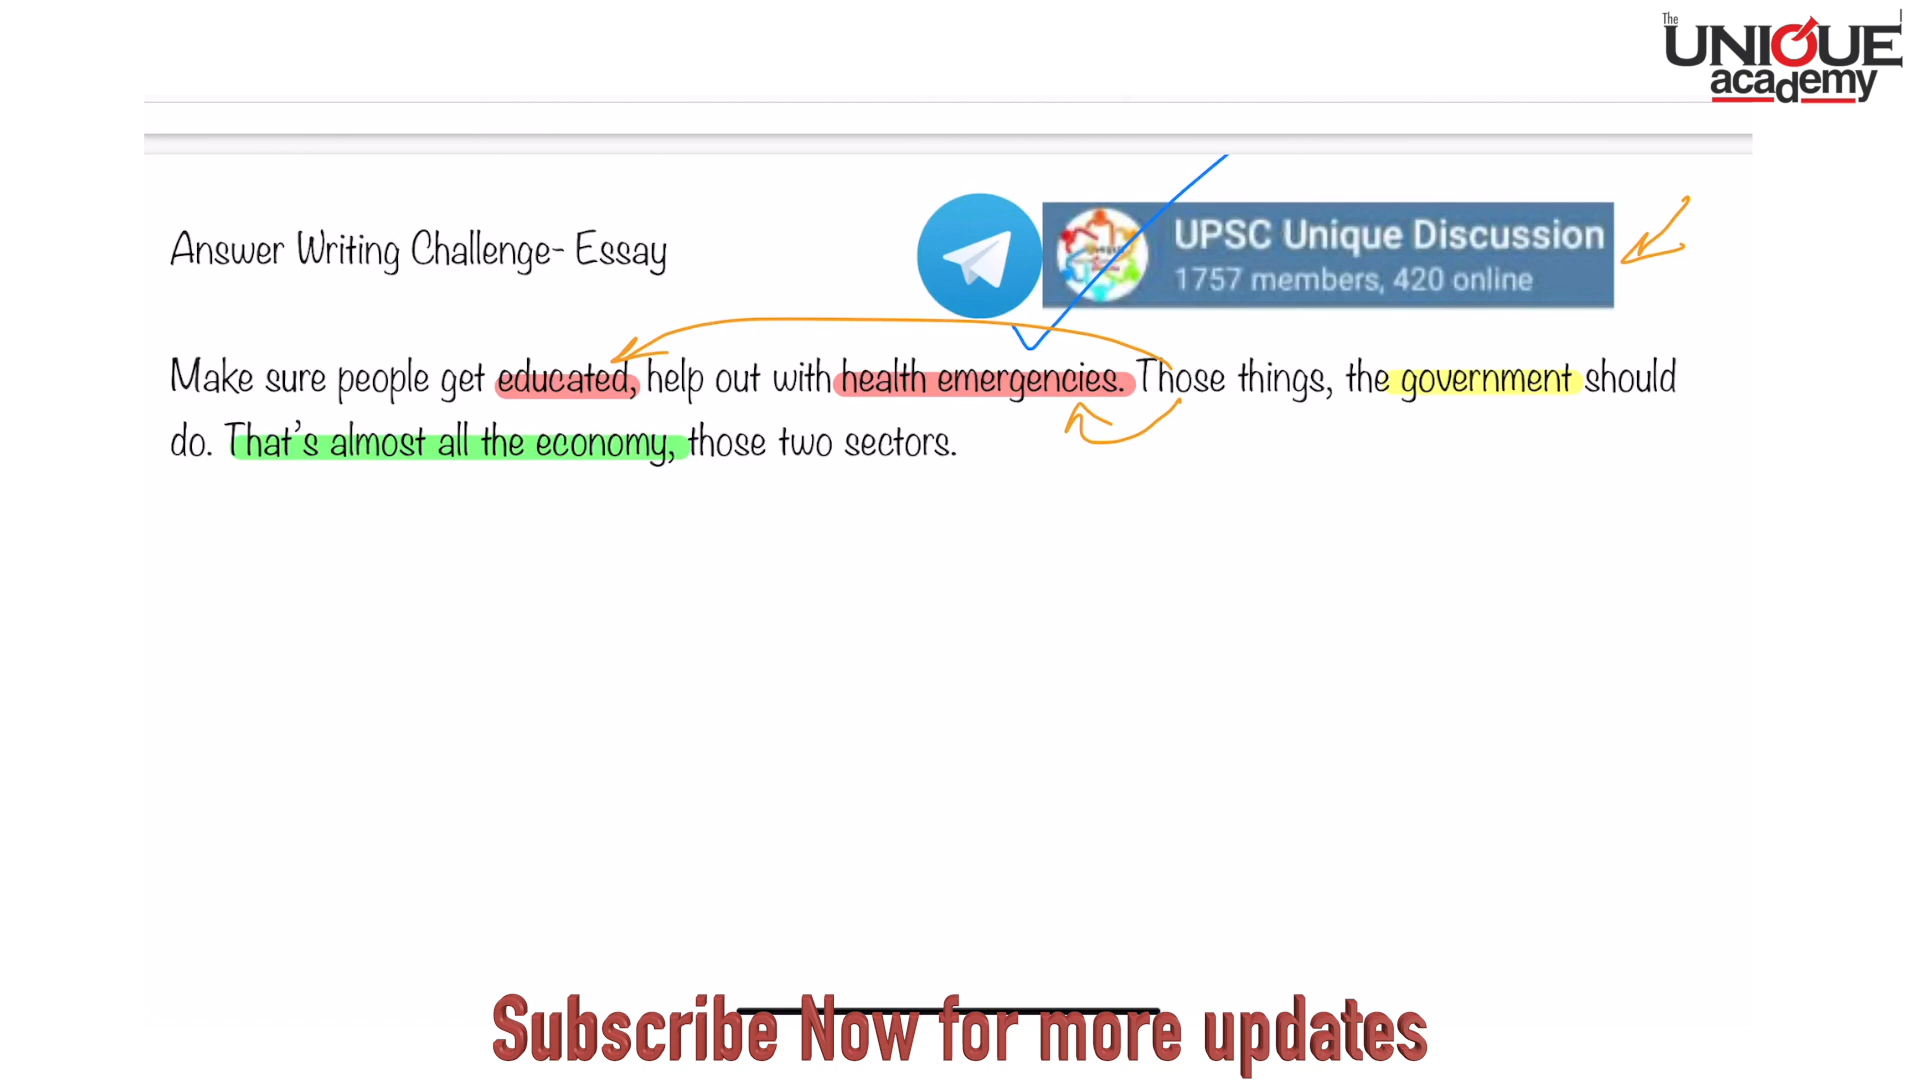 The
UNIQUE
academy
Answer Writing Challenge- Essay
UPSC Unique Discussion
1757 members, 420 online
Make sure people get educated, help out with health emergencies. Those things, the government should
do. That's almost all the economy, those two sectors.
Subscribe Now for more updates